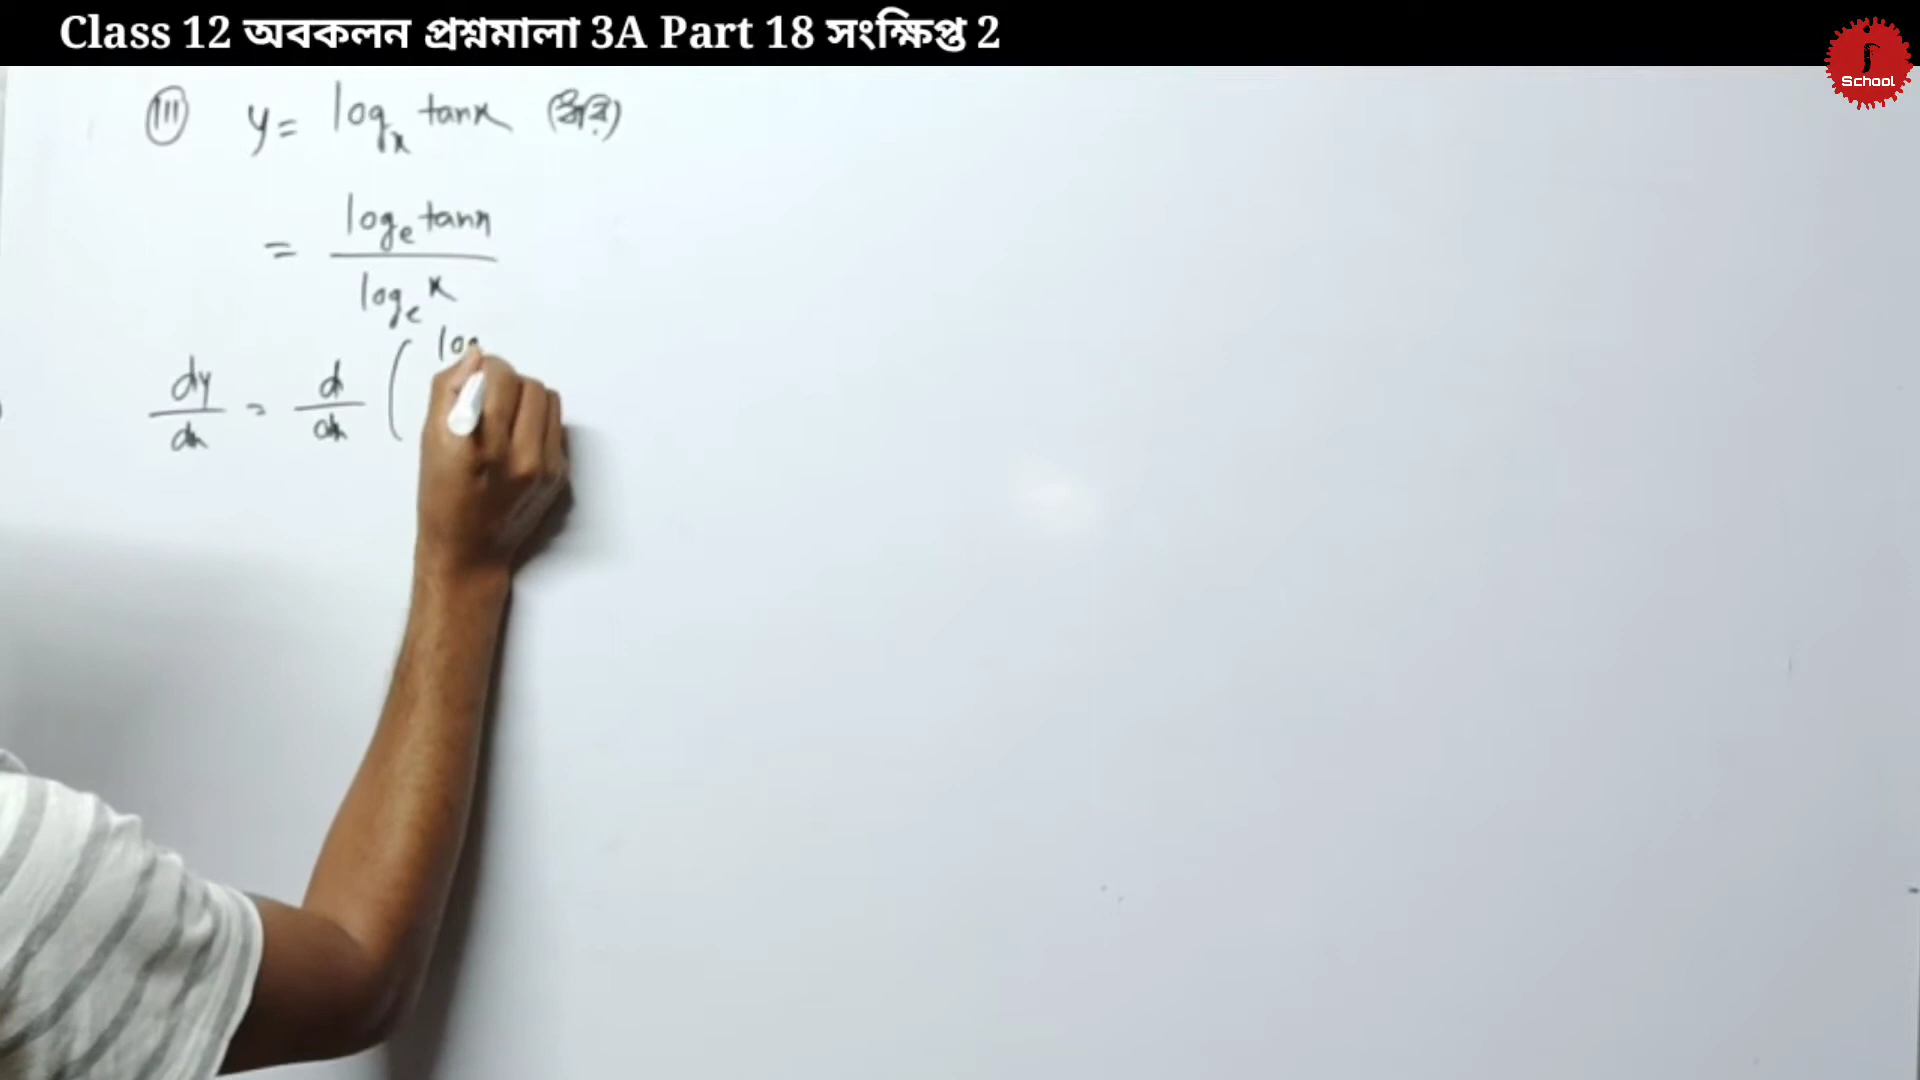 Class 12 অবকলন প্রশ্নমালা 3A Part 18 সংক্ষিপ্ত 2
School
(III) y = log_x tanx (ধরি)
= log_e tanx
log_e x
dy/dx = d/dx ( log